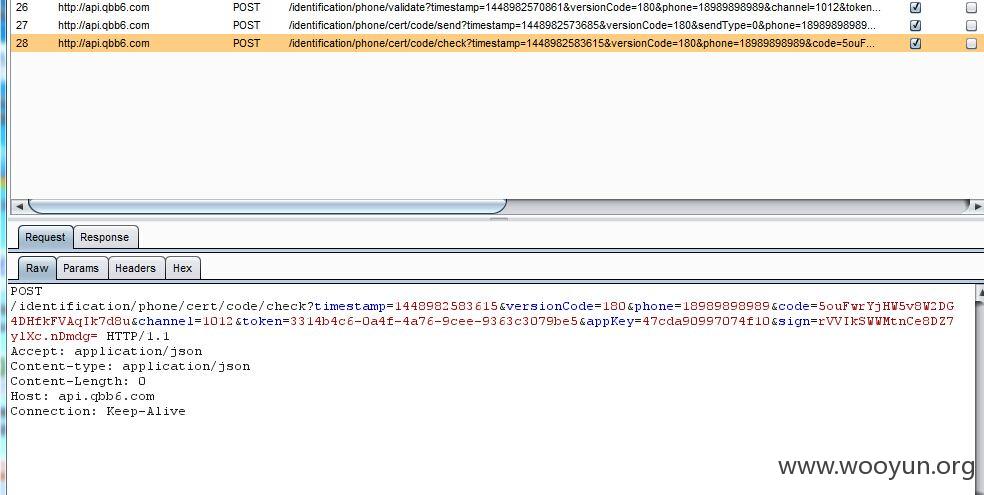 26 http://api.qbb6.com POST /identification/phone/validate?timestamp=1448982570861&versionCode=180&phone=18989898989&channel=1012&token...
27 http://api.qbb6.com POST /identification/phone/cert/code/send?timestamp=1448982573685&versionCode=180&sendType=0&phone=18989898989...
28 http://api.qbb6.com POST /identification/phone/cert/code/check?timestamp=1448982583615&versionCode=180&phone=18989898989&code=5ouF...
Request Response
Raw Params Headers Hex
POST
/identification/phone/cert/code/check?timestamp=1448982583615&versionCode=180&phone=18989898989&code=5ouFwrYjHW5v8W2DG
4DHfkFVAqIk7d8u&channel=1012&token=3314b4c6-0a4f-4a76-9cee-9363c3079be5&appKey=47cda90997074f10&sign=rVVIkSWWMtnCe8DZ7
ylXc.nDmdg= HTTP/1.1
Accept: application/json
Content-type: application/json
Content-Length: 0
Host: api.qbb6.com
Connection: Keep-Alive
www.wooyun.org